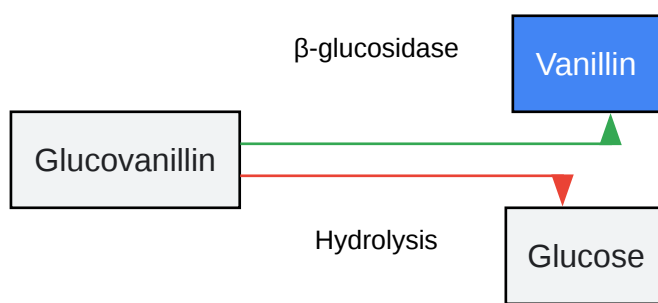 β-glucosidase
Vanillin
Glucovanillin
Hydrolysis
Glucose